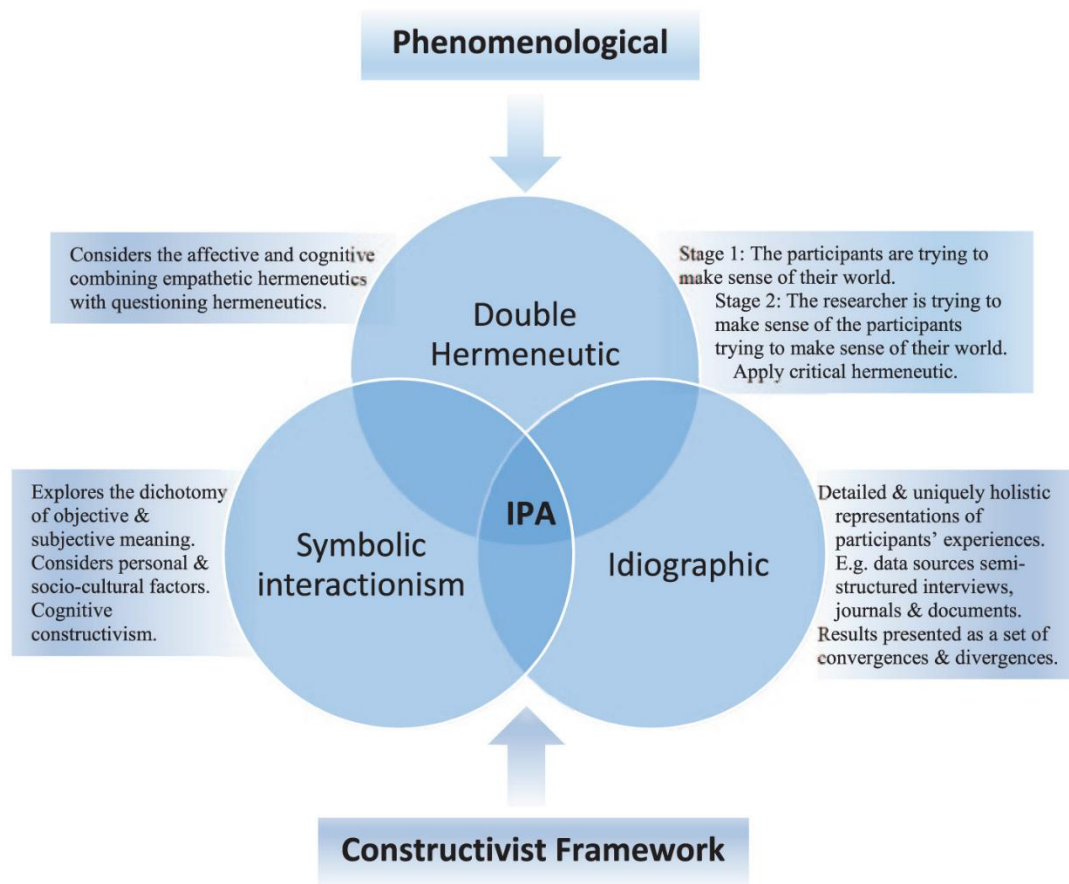 Phenomenological
Considers the affective and cognitive
combining empathetic hermeneutics
with questioning hermeneutics.
Stage 1: The participants are trying to
make sense of their world.
Stage 2: The researcher is trying to
make sense of the participants
trying to make sense of their world.
Apply critical hermeneutic.
Double
Hermeneutic
Explores the dichotomy
of objective &
subjective meaning.
Considers personal &
socio-cultural factors.
Cognitive
constructivism.
Symbolic
interactionism
IPA
Idiographic
Detailed & uniquely holistic
representations of
participants’ experiences.
E.g. data sources semi-
structured interviews,
journals & documents.
Results presented as a set of
convergences & divergences.
Constructivist Framework